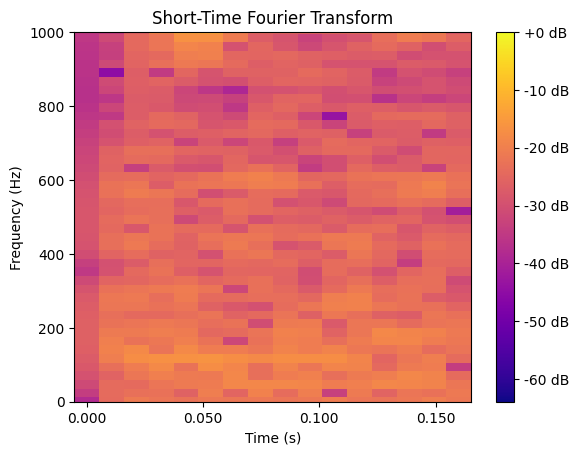 Short-Time Fourier Transform
1000
800
600
400
200
0
Frequency (Hz)
0.000
0.050
0.100
0.150
Time (s)
+0 dB
-10 dB
-20 dB
-30 dB
-40 dB
-50 dB
-60 dB